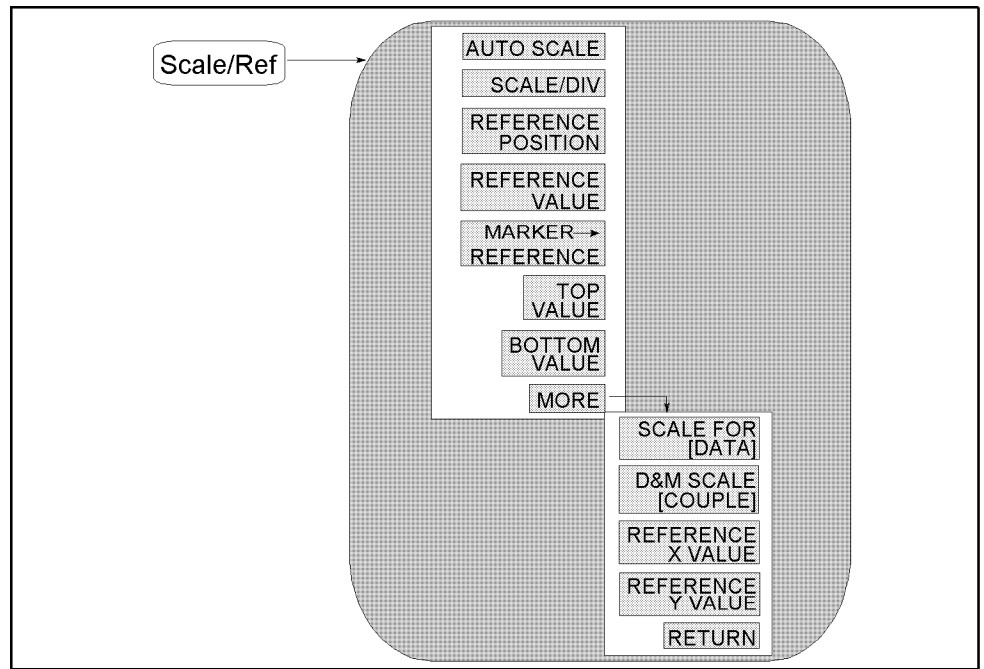 Scale/Ref
AUTO SCALE
SCALE/DIV
REFERENCE
POSITION
REFERENCE
VALUE
MARKER→
REFERENCE
TOP
VALUE
BOTTOM
VALUE
MORE
SCALE FOR
[DATA]
D&M SCALE
[COUPLE]
REFERENCE
X VALUE
REFERENCE
Y VALUE
RETURN